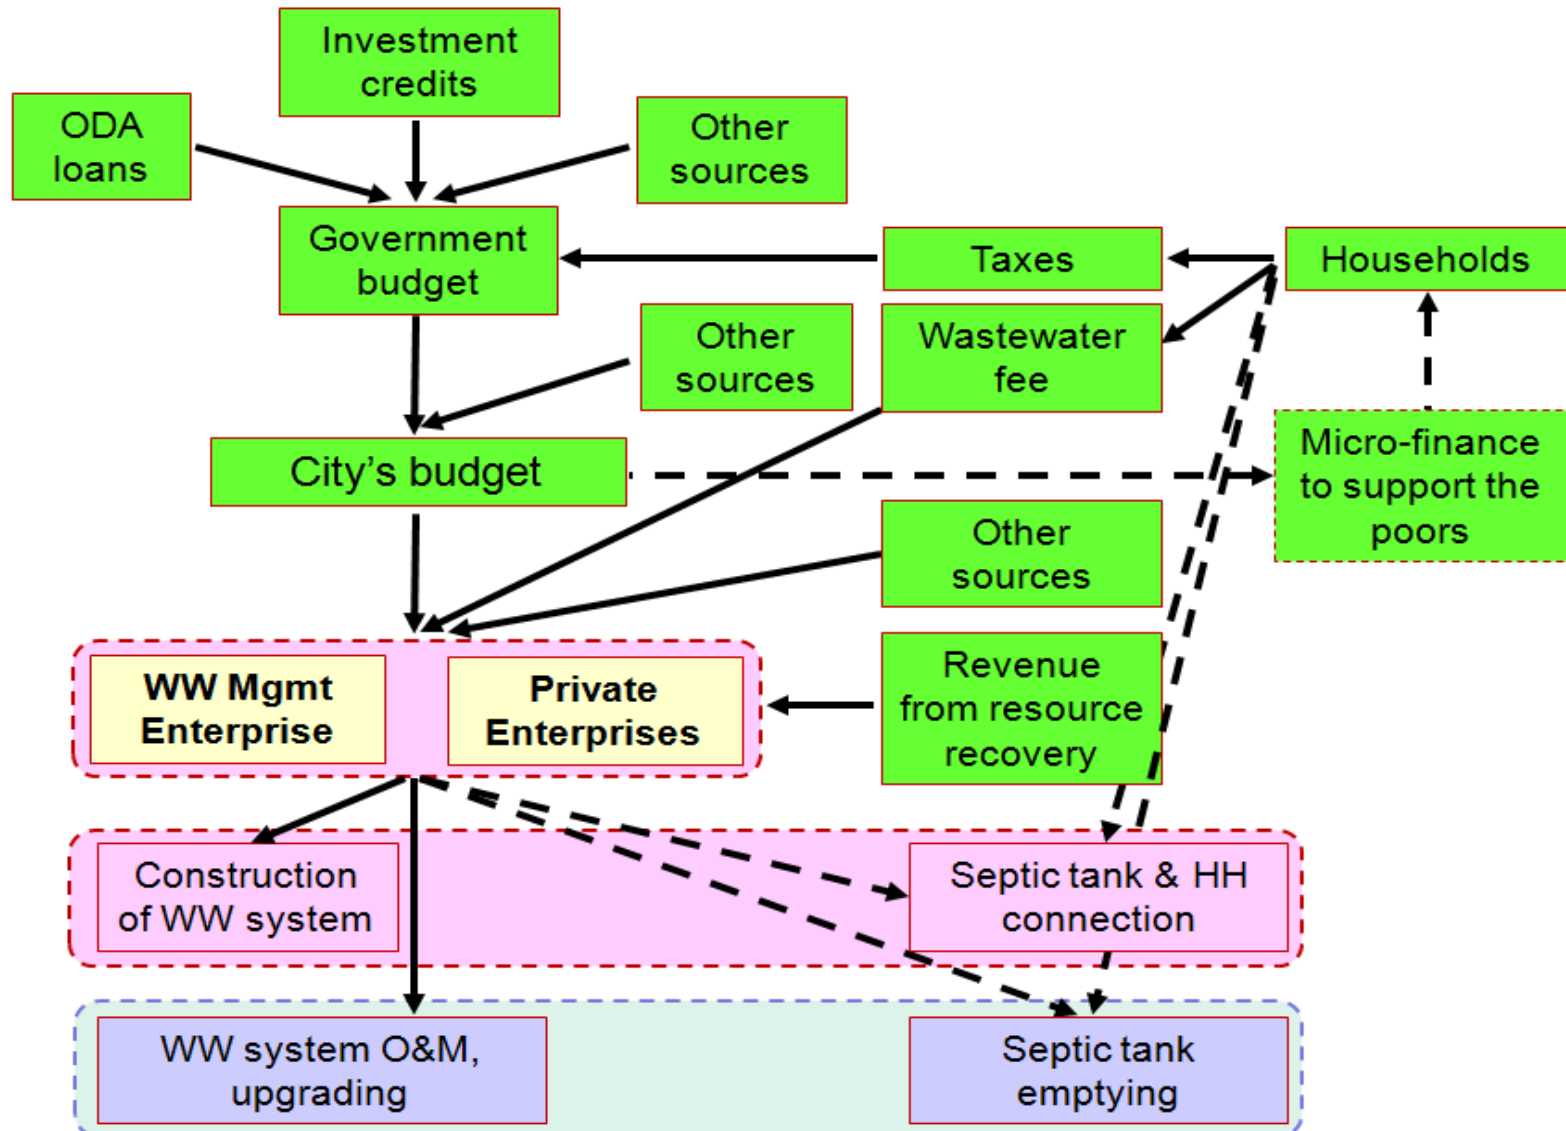 Investment
credits
ODA
loans
Other
sources
Government
budget
Taxes
Households
Other
sources
Wastewater
fee
City's budget
Micro-finance
to support the
poors
Other
sources
WW Mgmt
Enterprise
Private
Enterprises
Revenue
from resource
recovery
Construction
of WW system
Septic tank & HH
connection
WW system O&M,
upgrading
Septic tank
emptying